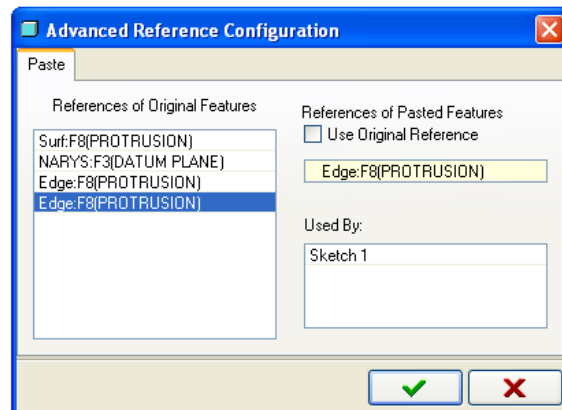 Advanced Reference Configuration
Paste
References of Original Features
Surf:F8(PROTRUSION)
NARYS:F3(DATUM PLANE)
Edge:F8(PROTRUSION)
Edge:F8(PROTRUSION)
References of Pasted Features
Use Original Reference
Edge:F8(PROTRUSION)
Used By:
Sketch 1